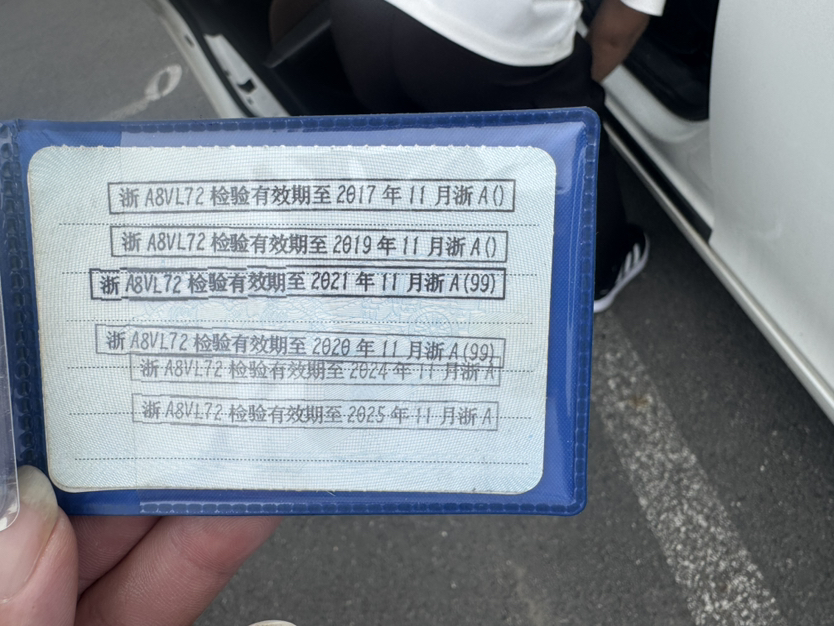 浙 A8VL72 检验有效期至 2017 年 11 月浙 A()
浙 A8VL72 检验有效期至 2019 年 11 月浙 A()
浙 A8VL72 检验有效期至 2021 年 11 月浙 A(99)
浙 A8VL72 检验有效期至 2020 年 11 月浙 A(99)
浙 A8VL72 检验有效期至 2024 年 11 月浙 A
浙 A8VL72 检验有效期至 2025 年 11 月浙 A